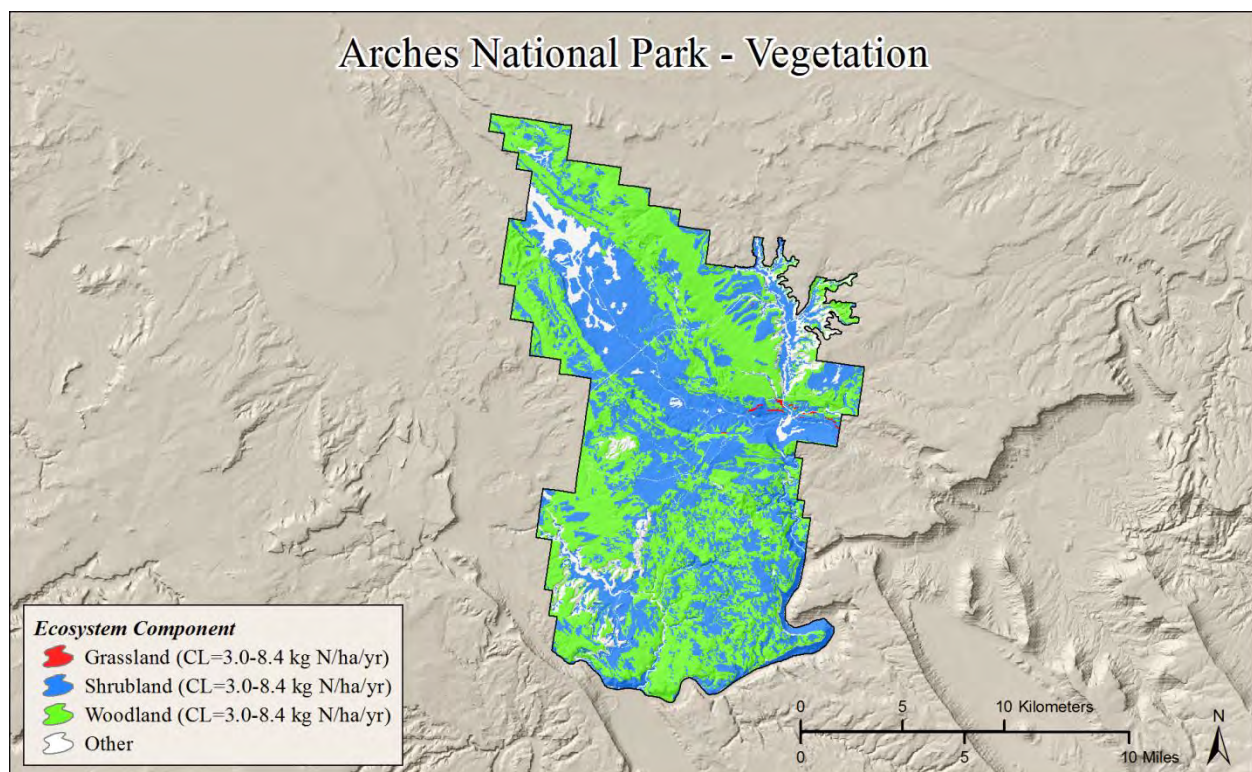 Arches National Park - Vegetation
Ecosystem Component
Grassland (CL=3.0-8.4 kg N/ha/yr)
Shrubland (CL=3.0-8.4 kg N/ha/yr)
Woodland (CL=3.0-8.4 kg N/ha/yr)
Other
0 5 10 Kilometers
0 5 10 Miles
N